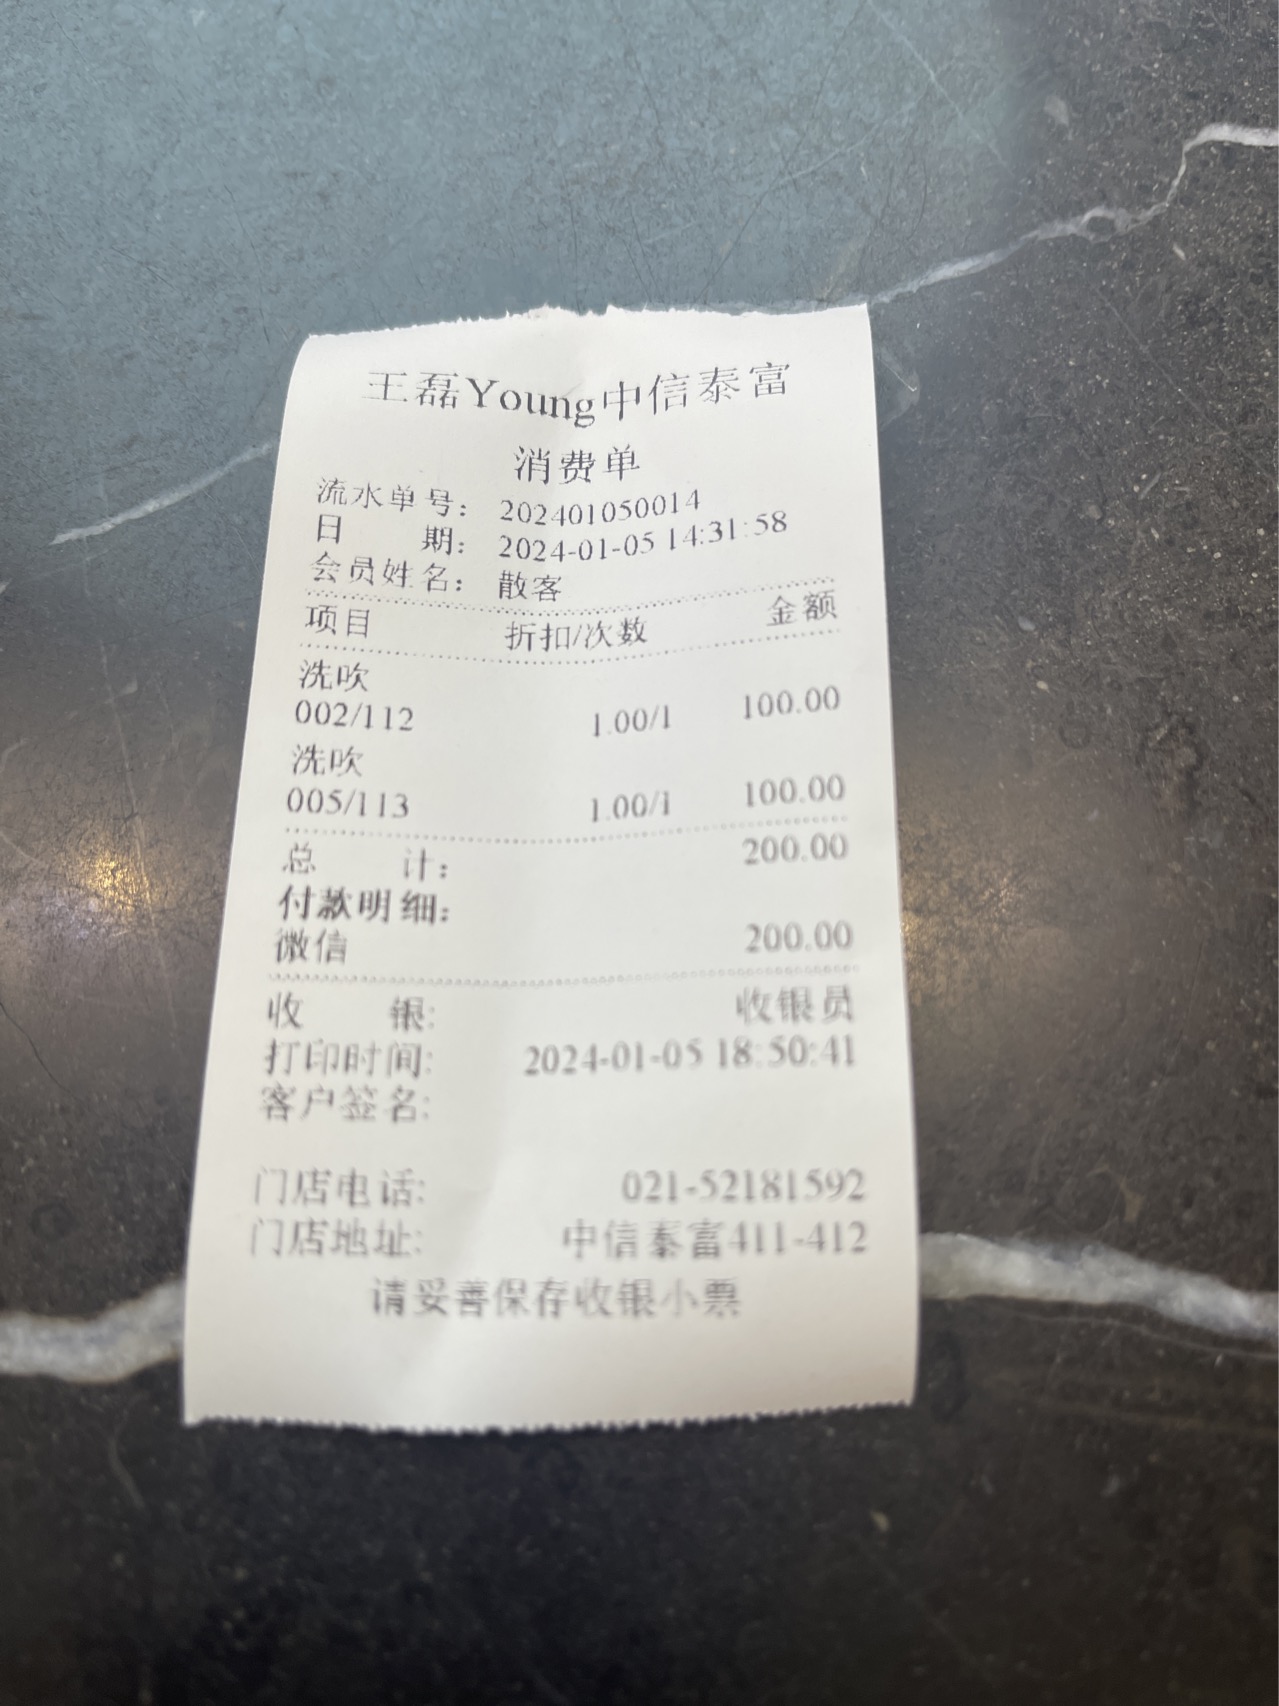 王磊Young中信泰富
消费单
流水单号： 202401050014
日 期： 2024-01-05 14:31:58
会员姓名： 散客
项目 折扣/次数 金额
洗吹
002/112 1.00/1 100.00
洗吹
005/113 1.00/1 100.00
总 计： 200.00
付款明细：
微信 200.00
收 银: 收银员
打印时间: 2024-01-05 18:50:41
客户签名:
门店电话: 021-52181592
门店地址: 中信泰富411-412
请妥善保存收银小票